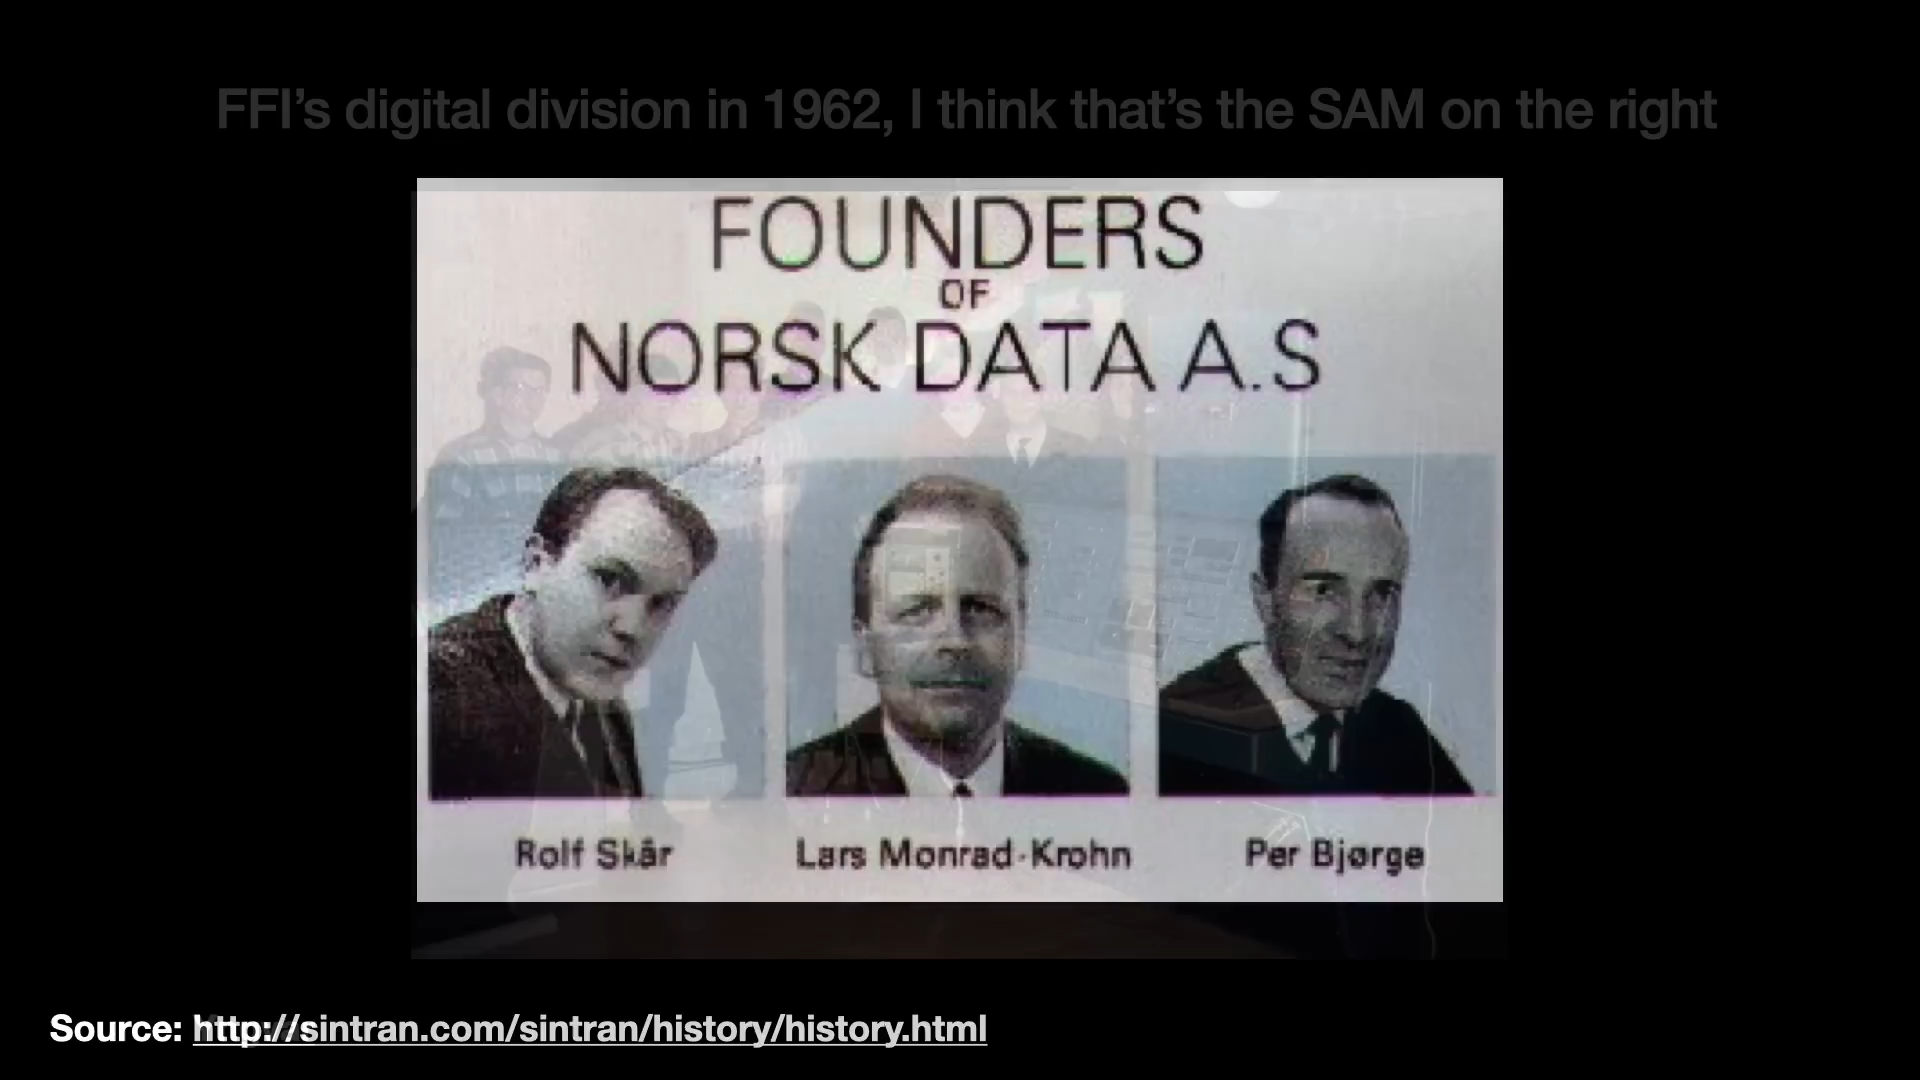 FFI’s digital division in 1962, I think that’s the SAM on the right
FOUNDERS
OF
NORSK DATA A.S
Rolf Skår
Lars Monrad-Krohn
Per Bjørge
Source: http://sintran.com/sintran/history/history.html